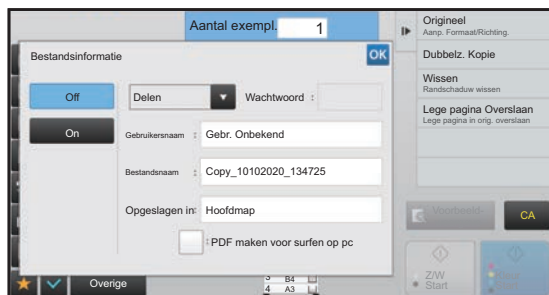 Aantal exempl. 1
Bestandsinformatie OK
Off
On
Delen
Wachtwoord :
Gebruikersnaam : Gebr. Onbekend
Bestandsnaam : Copy_10102020_134725
Opgeslagen in: Hoofdmap
: PDF maken voor surfen op pc
Overige
B4
4 A3
Origineel
Aanp. Formaat/Richting.
Dubbelz. Kopie
Wissen
Randschaduw wissen
Lege pagina Overslaan
Lege pagina in orig. overslaan
CA
Z/W
Start